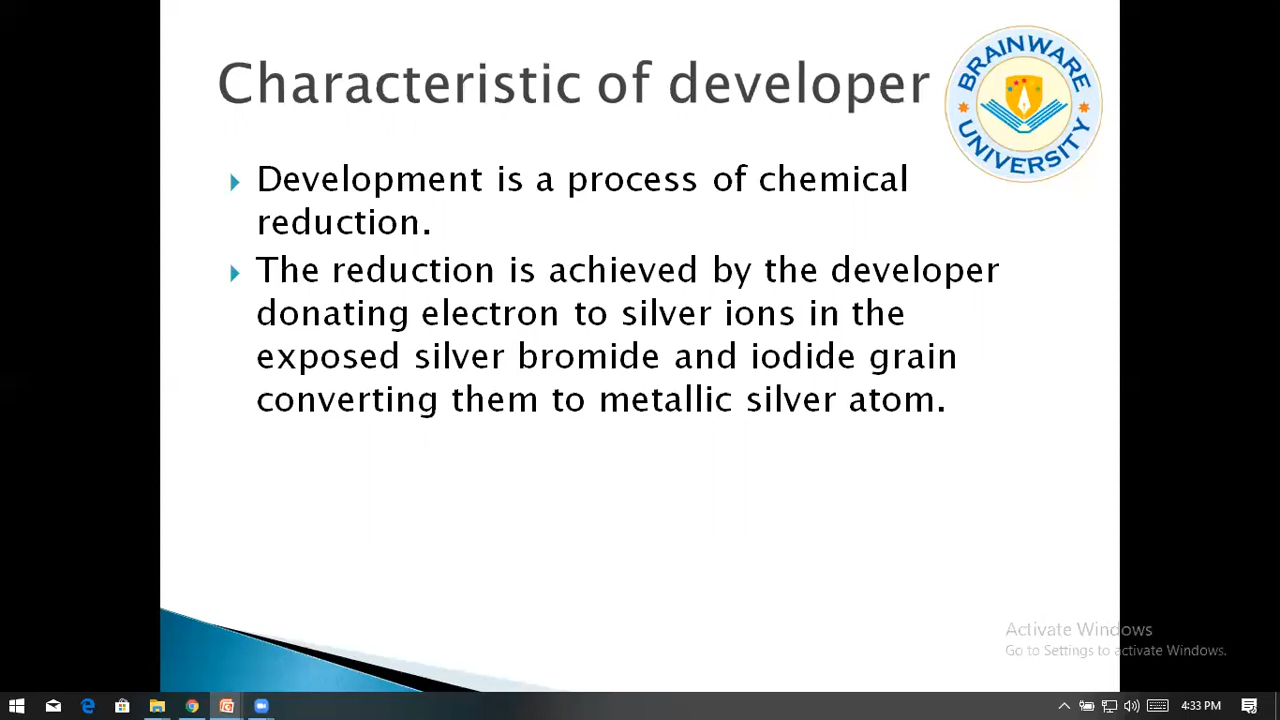 Characteristic of developer
BRAINWARE
UNIVERSITY
Development is a process of chemical
reduction.
The reduction is achieved by the developer
donating electron to silver ions in the
exposed silver bromide and iodide grain
converting them to metallic silver atom.
Activate Windows
Go to Settings to activate Windows.
4:33 PM